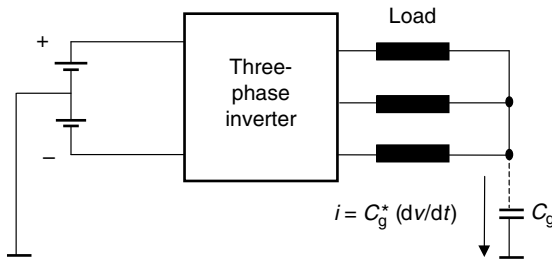 Load
+
Three-
phase
inverter
−
i = C*g (dv/dt)
Cg